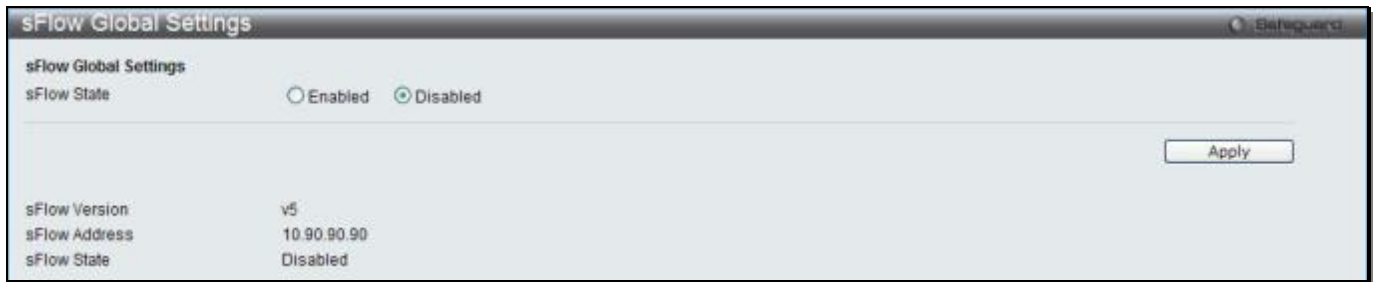 sFlow Global Settings
Safeguard
sFlow Global Settings
sFlow State Enabled Disabled
Apply
sFlow Version v5
sFlow Address 10.90.90.90
sFlow State Disabled